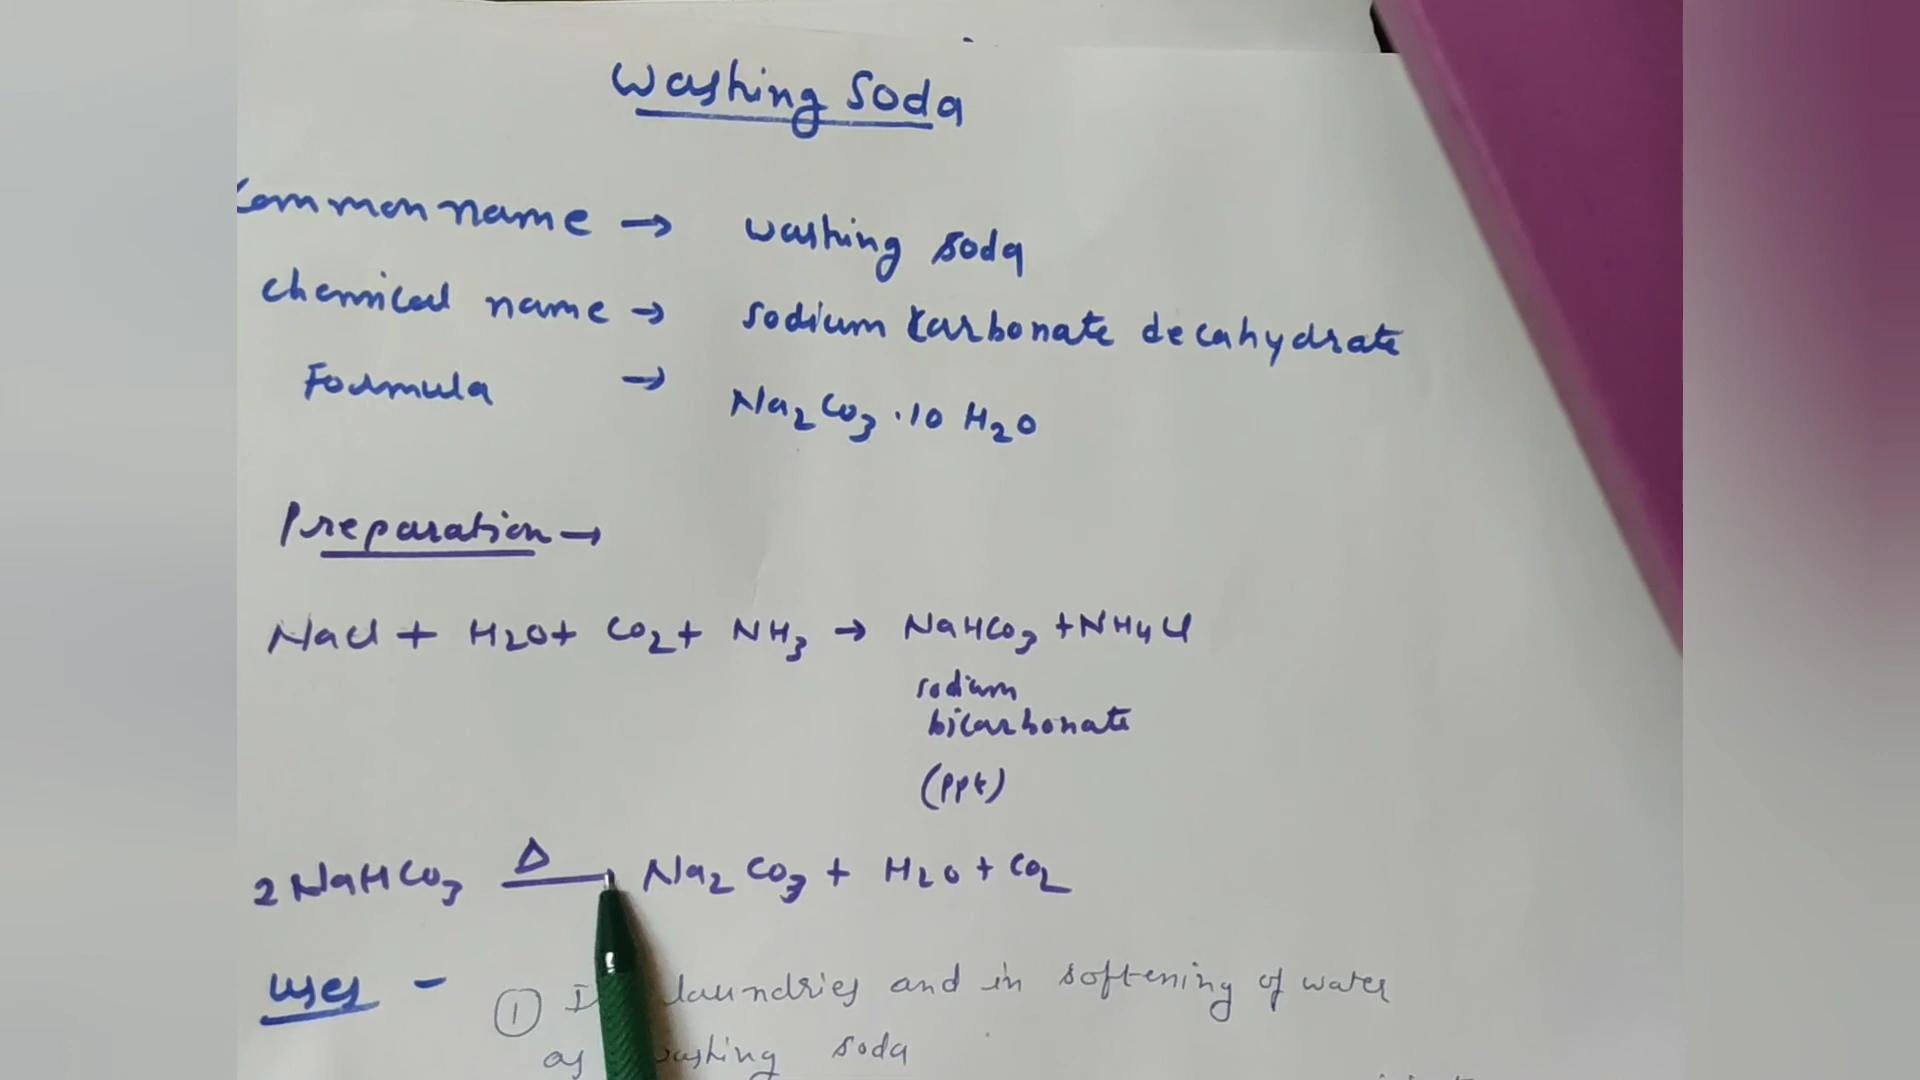 Washing Soda
Common name → washing soda
chemical name → sodium carbonate decahydrate
Formula → Na2CO3.10 H2O
Preparation →
NaCl + H2O + CO2 + NH3 → NaHCO3 + NH4Cl
sodium
bicarbonate
(ppt)
2NaHCO3 Δ→ Na2CO3 + H2O + CO2
Uses -
① laundries and in softening of water
as washing soda